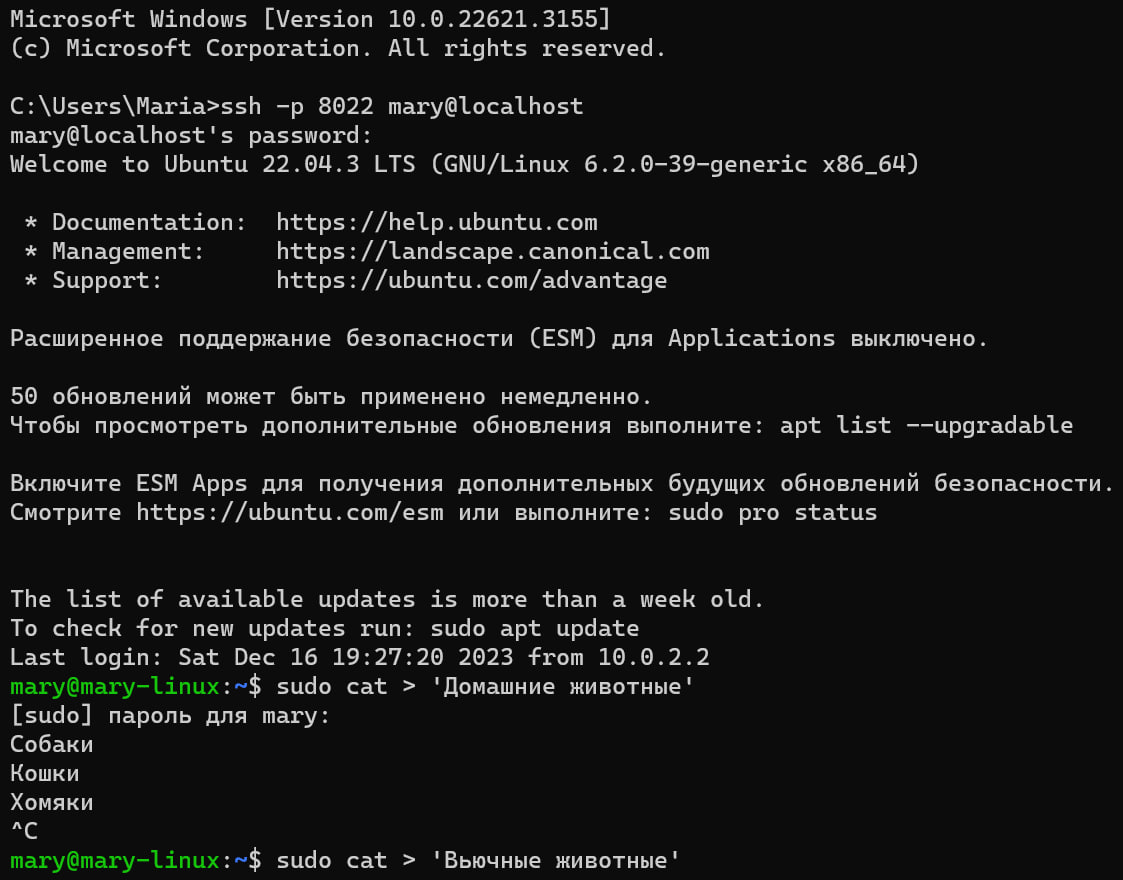 Microsoft Windows [Version 10.0.22621.3155]
(c) Microsoft Corporation. All rights reserved.
C:\Users\Maria>ssh -p 8022 mary@localhost
mary@localhost's password:
Welcome to Ubuntu 22.04.3 LTS (GNU/Linux 6.2.0-39-generic x86_64)
* Documentation:  https://help.ubuntu.com
* Management:     https://landscape.canonical.com
* Support:        https://ubuntu.com/advantage
Расширенное поддержание безопасности (ESM) для Applications выключено.
50 обновлений может быть применено немедленно.
Чтобы просмотреть дополнительные обновления выполните: apt list --upgradable
Включите ESM Apps для получения дополнительных будущих обновлений безопасности.
Смотрите https://ubuntu.com/esm или выполните: sudo pro status
The list of available updates is more than a week old.
To check for new updates run: sudo apt update
Last login: Sat Dec 16 19:27:20 2023 from 10.0.2.2
mary@mary-linux:~$ sudo cat > 'Домашние животные'
[sudo] пароль для mary:
Собаки
Кошки
Хомяки
^C
mary@mary-linux:~$ sudo cat > 'Вьючные животные'